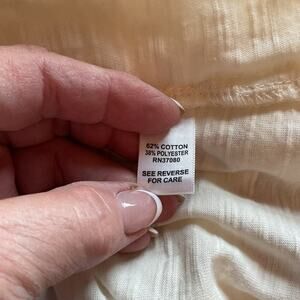 62% COTTON
38% POLYESTER
RN37080
SEE REVERSE
FOR CARE